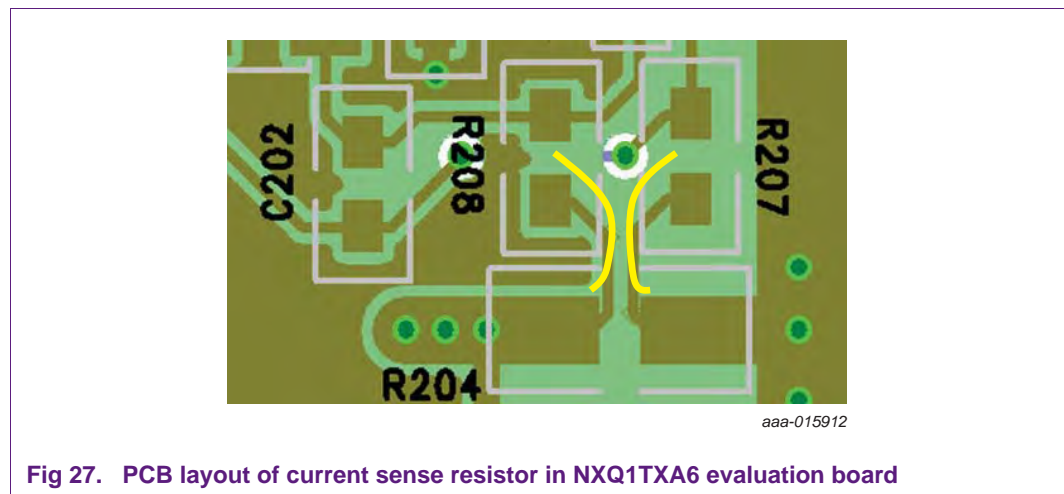 C202
R208
R207
R204
aaa-015912
Fig 27. PCB layout of current sense resistor in NXQ1TXA6 evaluation board